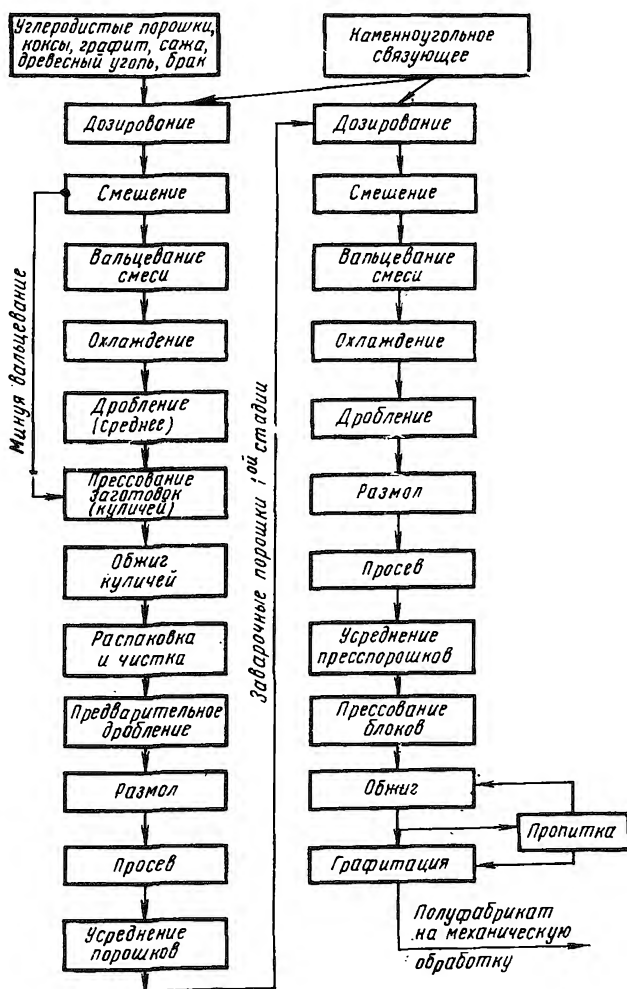 Углеродистые порошки,
коксы, графит, сажа,
древесный уголь, брак
Дозирование
Смешение
Вальцевание
смеси
Охлаждение
Дробление
(среднее)
Прессование
заготовок
(куличей)
Обжиг
куличей
Распаковка
и чистка
Предварительное
дробление
Размол
Просев
Усреднение
порошков
Минуя вальцевание
Заварочные порошки 1ой стадии
Каменноугольное
связующее
Дозирование
Смешение
Вальцевание
смеси
Охлаждение
Дробление
Размол
Просев
Усреднение
пресспорошков
Прессование
блоков
Обжиг
Пропитка
Графитация
Полуфабрикат
на механическую
обработку